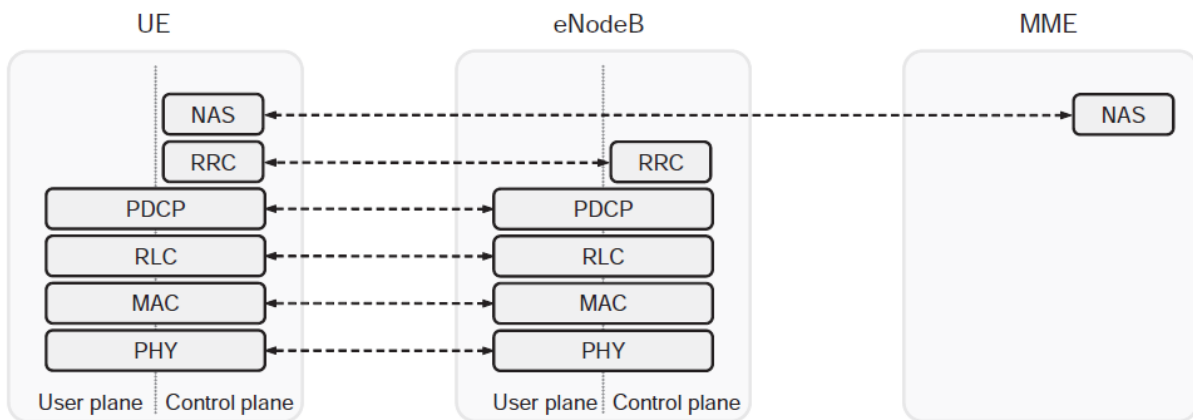 UE eNodeB MME
NAS NAS
RRC RRC
PDCP PDCP
RLC RLC
MAC MAC
PHY PHY
User plane Control plane User plane Control plane